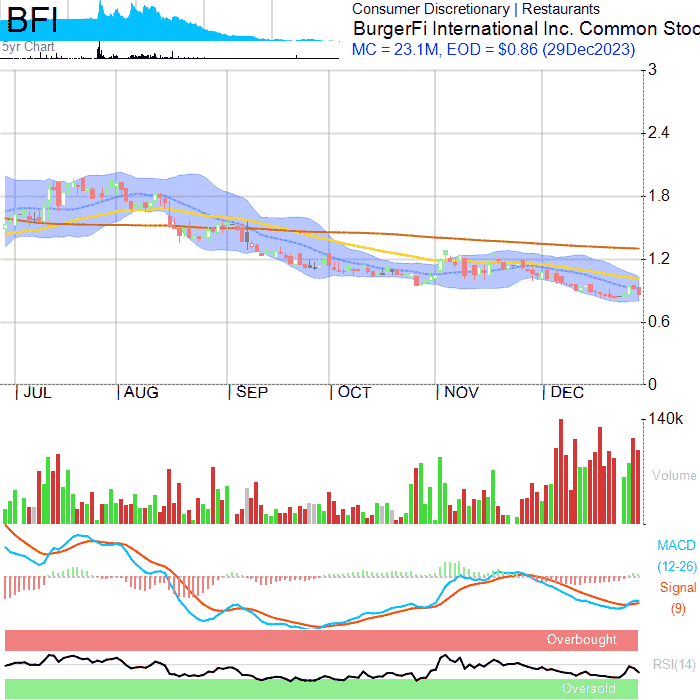 BFI
5yr Chart
Consumer Discretionary | Restaurants
BurgerFi International Inc. Common Stoc
MC = 23.1M, EOD = $0.86 (29Dec2023)
3
2.4
1.8
1.2
0.6
0
JUL AUG SEP OCT NOV DEC
140k
Volume
MACD
(12-26)
Signal
(9)
Overbought
RSI(14)
Oversold